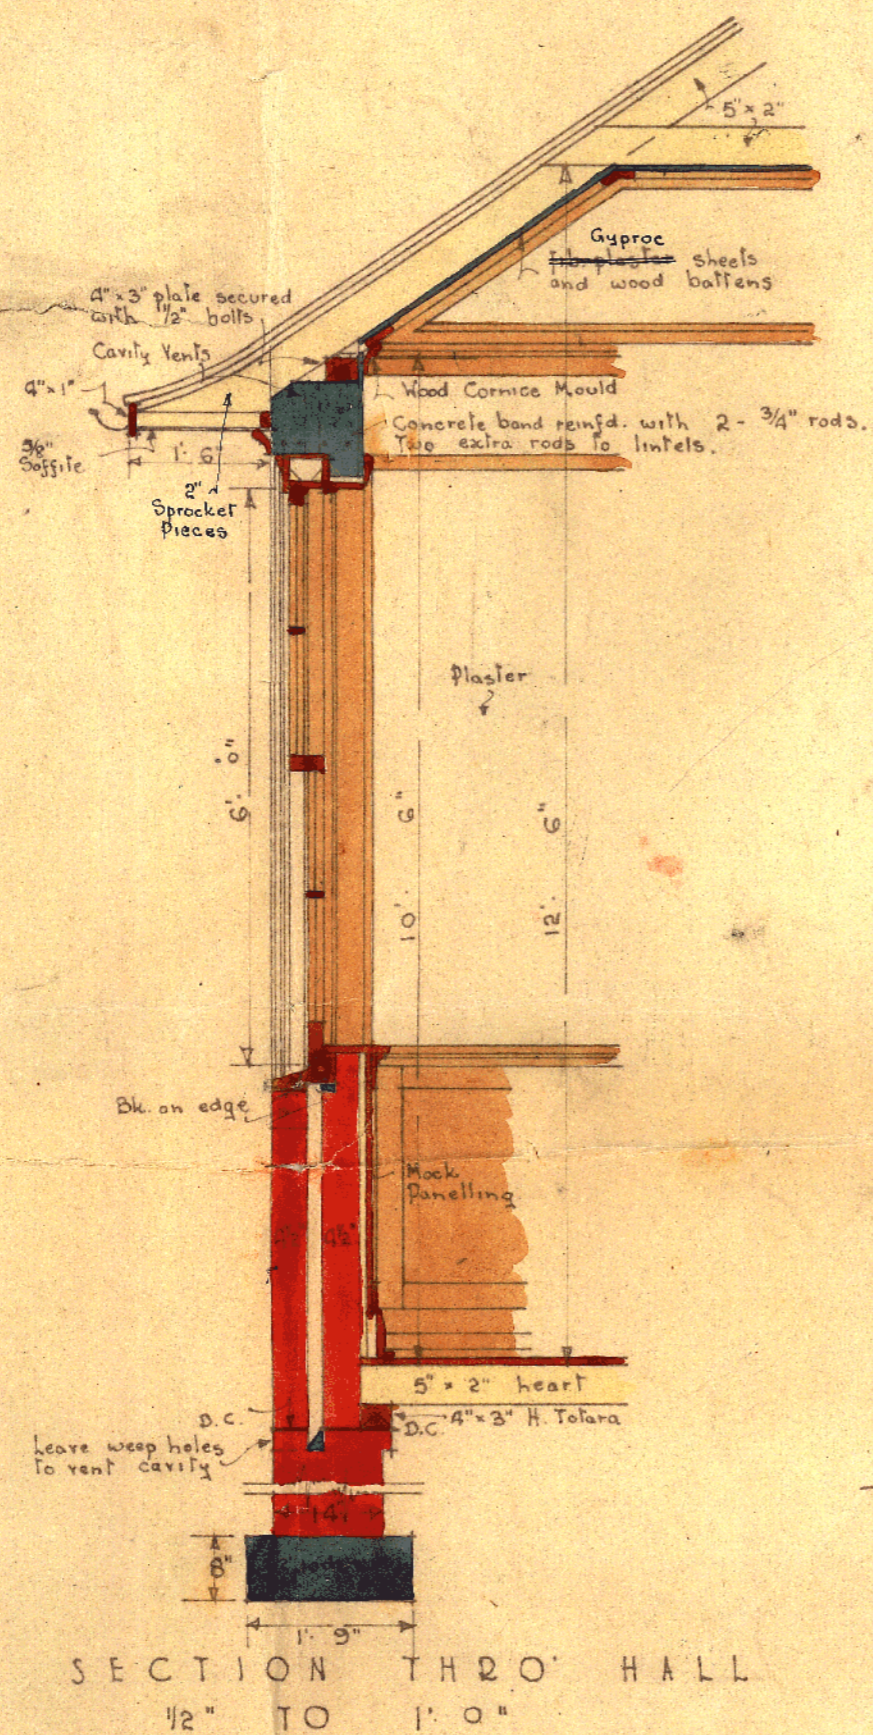 5" × 2"
Gyproc
fib. plaster sheets
and wood battens
4" × 3" plate secured
with 1/2" bolts
Cavity Vents
4" × 1"
Wood Cornice Mould
Concrete band reinfd. with 2 - 3/4" rods.
Two extra rods to lintels.
3/8"
Soffite
1'. 6"
2"
Sprocket
Pieces
Plaster
6'. 0"
10'. 6"
12'. 6"
Bk. on edge
Mock
Panelling
4½"
5" × 2" heart
D.C.
D.C.
4" × 3" H. Totara
Leave weep holes
to vent cavity
14"
8"
1'. 9"
SECTION THRO' HALL
1/2" TO 1'. 0"